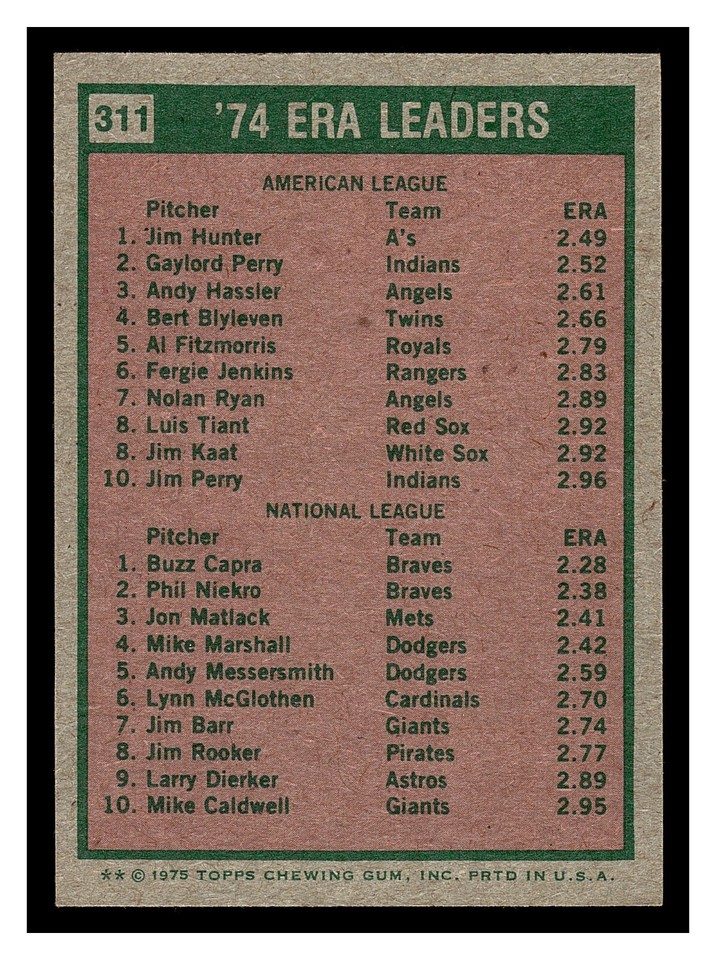 311 '74 ERA LEADERS
AMERICAN LEAGUE
Pitcher Team ERA
1. Jim Hunter A's 2.49
2. Gaylord Perry Indians 2.52
3. Andy Hassler Angels 2.61
4. Bert Blyleven Twins 2.66
5. Al Fitzmorris Royals 2.79
6. Fergie Jenkins Rangers 2.83
7. Nolan Ryan Angels 2.89
8. Luis Tiant Red Sox 2.92
8. Jim Kaat White Sox 2.92
10. Jim Perry Indians 2.96
NATIONAL LEAGUE
Pitcher Team ERA
1. Buzz Capra Braves 2.28
2. Phil Niekro Braves 2.38
3. Jon Matlack Mets 2.41
4. Mike Marshall Dodgers 2.42
5. Andy Messersmith Dodgers 2.59
6. Lynn McGlothen Cardinals 2.70
7. Jim Barr Giants 2.74
8. Jim Rooker Pirates 2.77
9. Larry Dierker Astros 2.89
10. Mike Caldwell Giants 2.95
** © 1975 TOPPS CHEWING GUM, INC. PRTD IN U.S.A.